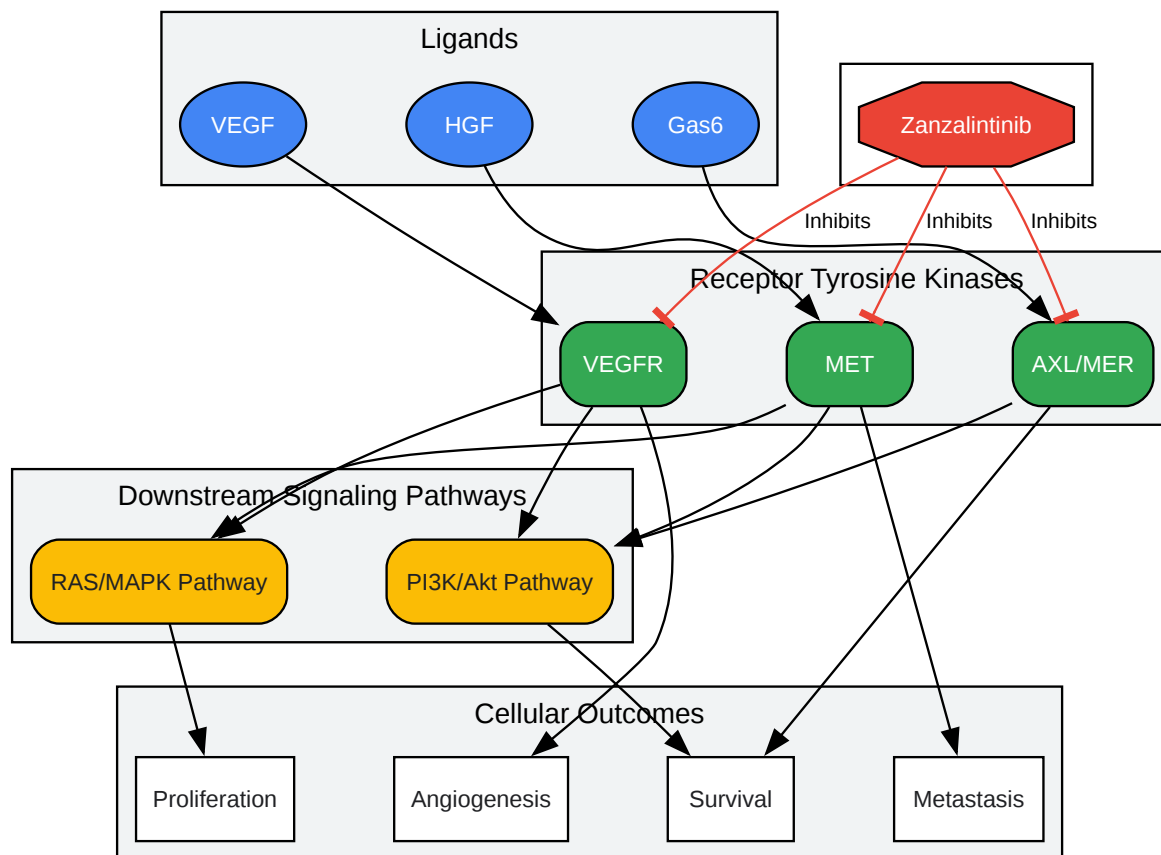 Ligands
VEGF
HGF
Gas6
Zanzalintinib
Inhibits
Inhibits
Inhibits
Receptor Tyrosine Kinases
VEGFR
MET
AXL/MER
Downstream Signaling Pathways
RAS/MAPK Pathway
PI3K/Akt Pathway
Cellular Outcomes
Proliferation
Angiogenesis
Survival
Metastasis